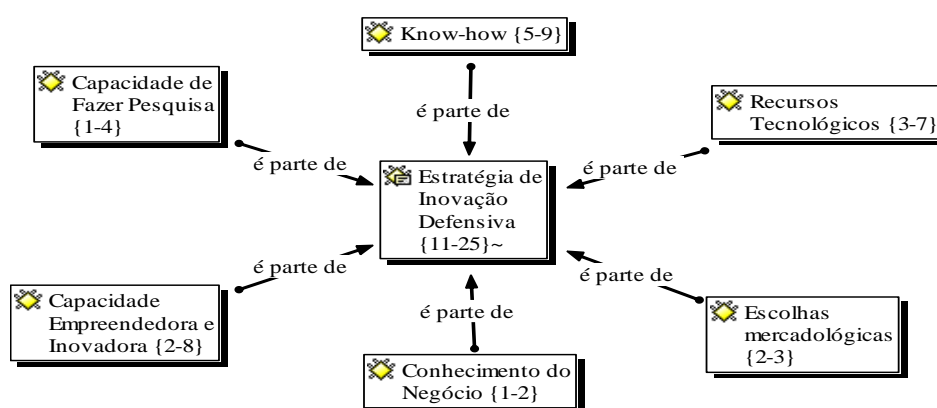 Know-how {5-9}
Capacidade de
Fazer Pesquisa
{1-4}
Recursos
Tecnológicos {3-7}
é parte de
é parte de
é parte de
Estratégia de
Inovação
Defensiva
{11-25}~
é parte de
é parte de
é parte de
Capacidade
Empreendedora e
Inovadora {2-8}
Escolhas
mercadológicas
{2-3}
Conhecimento do
Negócio {1-2}